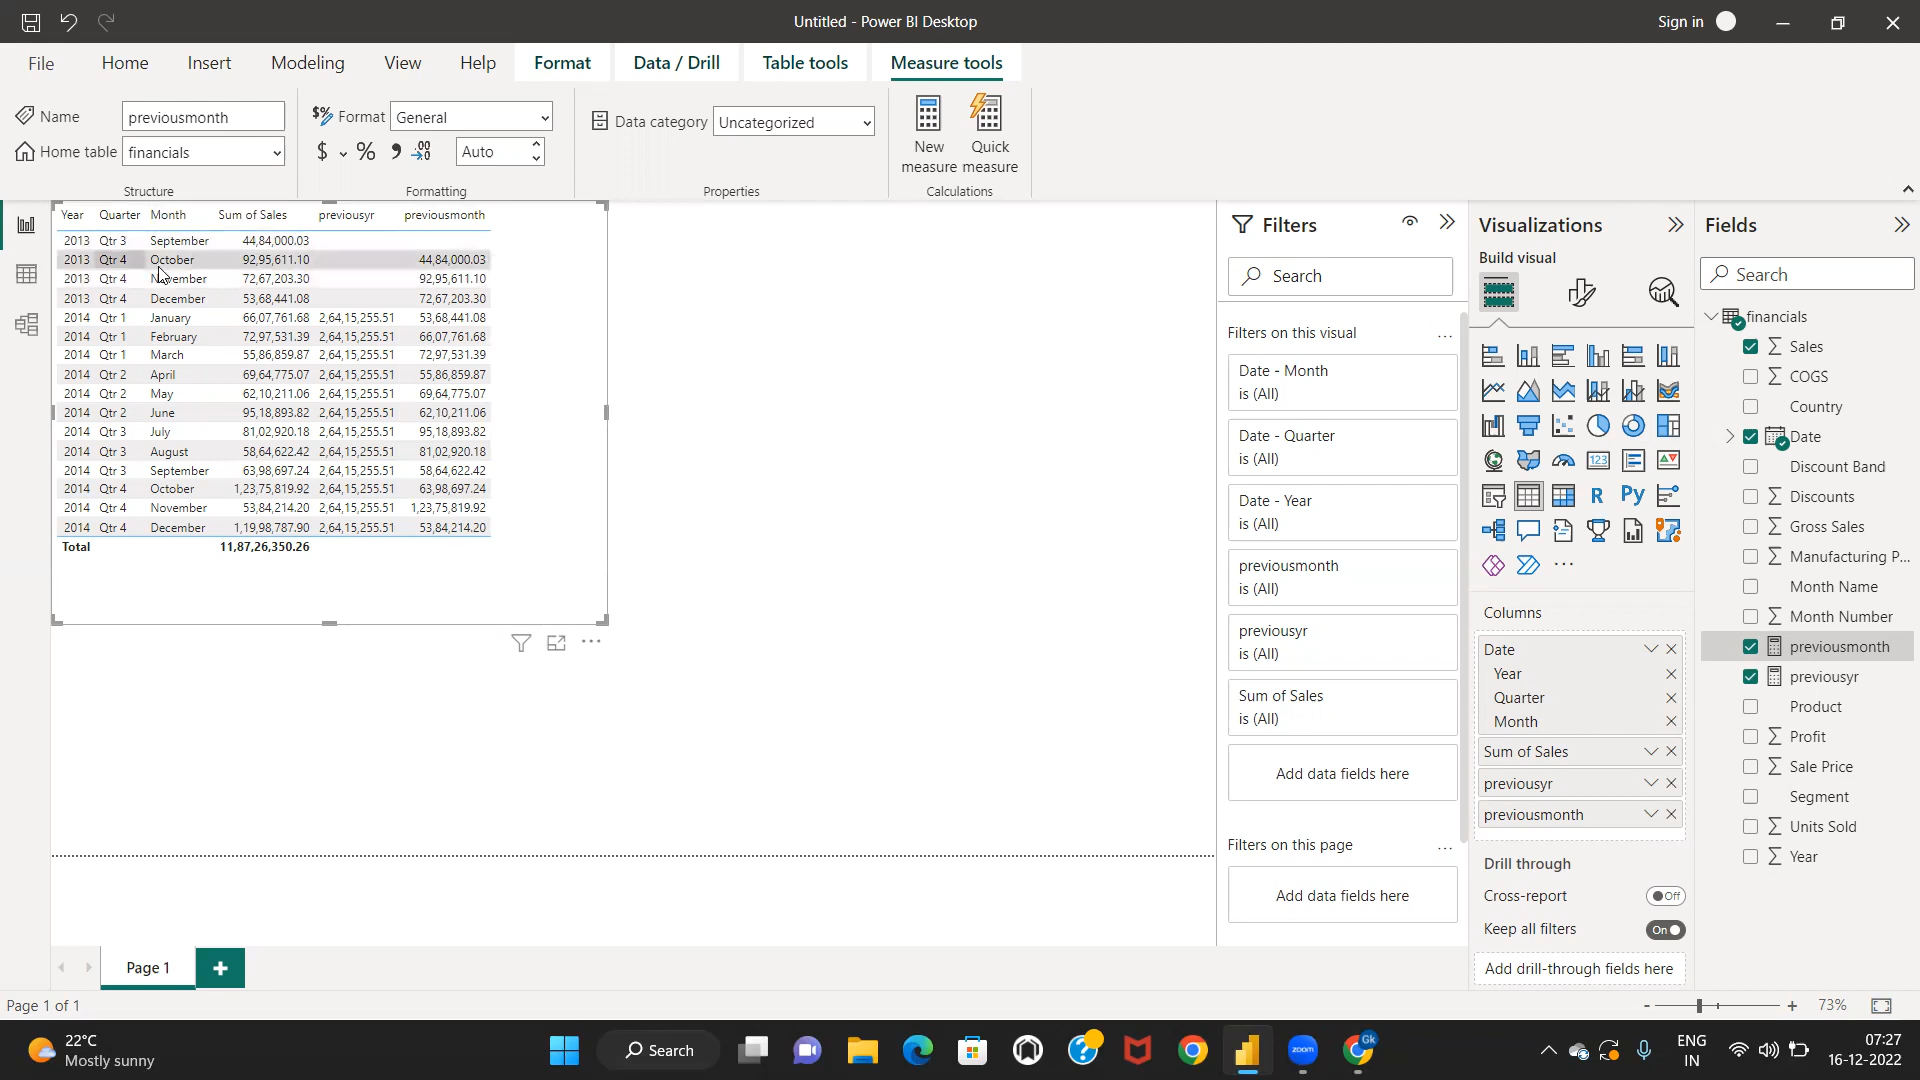 Untitled - Power BI Desktop
Sign in
File Home Insert Modeling View Help Format Data / Drill Table tools Measure tools
Name previousmonth
Home table financials
Structure
Format General
$ % , .00 Auto
Formatting
Data category Uncategorized
Properties
New measure
Quick measure
Calculations
Year Quarter Month Sum of Sales previousyr previousmonth
2013 Qtr 3 September 44,84,000.03
2013 Qtr 4 October 92,95,611.10 44,84,000.03
2013 Qtr 4 November 72,67,203.30 92,95,611.10
2013 Qtr 4 December 53,68,441.08 72,67,203.30
2014 Qtr 1 January 66,07,761.68 2,64,15,255.51 53,68,441.08
2014 Qtr 1 February 72,97,531.39 2,64,15,255.51 66,07,761.68
2014 Qtr 1 March 55,86,859.87 2,64,15,255.51 72,97,531.39
2014 Qtr 2 April 69,64,775.07 2,64,15,255.51 55,86,859.87
2014 Qtr 2 May 62,10,211.06 2,64,15,255.51 69,64,775.07
2014 Qtr 2 June 95,18,893.82 2,64,15,255.51 62,10,211.06
2014 Qtr 3 July 81,02,920.18 2,64,15,255.51 95,18,893.82
2014 Qtr 3 August 58,64,622.42 2,64,15,255.51 81,02,920.18
2014 Qtr 3 September 63,98,697.24 2,64,15,255.51 58,64,622.42
2014 Qtr 4 October 1,23,75,819.92 2,64,15,255.51 63,98,697.24
2014 Qtr 4 November 53,84,214.20 2,64,15,255.51 1,23,75,819.92
2014 Qtr 4 December 1,19,98,787.90 2,64,15,255.51 53,84,214.20
Total 11,87,26,350.26
Filters
Search
Filters on this visual ...
Date - Month
is (All)
Date - Quarter
is (All)
Date - Year
is (All)
previousmonth
is (All)
previousyr
is (All)
Sum of Sales
is (All)
Add data fields here
Filters on this page ...
Add data fields here
Visualizations
Build visual
123
R
Py
...
Columns
Date
Year
Quarter
Month
Sum of Sales
previousyr
previousmonth
Drill through
Cross-report Off
Keep all filters On
Add drill-through fields here
Fields
Search
financials
Sales
COGS
Country
Date
Discount Band
Discounts
Gross Sales
Manufacturing P...
Month Name
Month Number
previousmonth
previousyr
Product
Profit
Sale Price
Segment
Units Sold
Year
Page 1
Page 1 of 1
- + 73%
22°C
Mostly sunny
Search
zoom
Gk
ENG
IN
07:27
16-12-2022